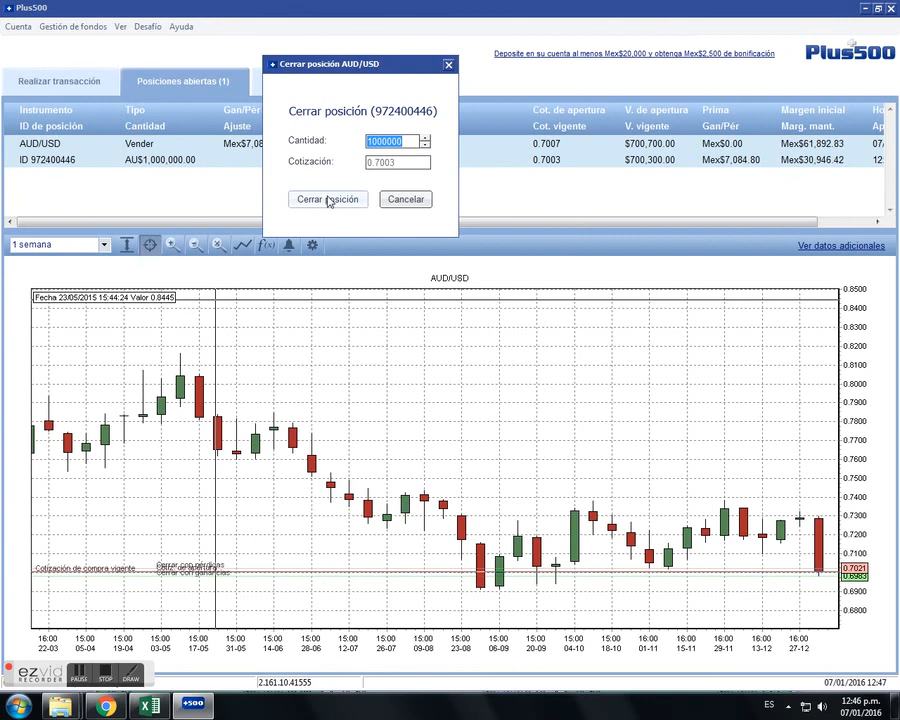 Plus500
Cuenta Gestión de fondos Ver Desafío Ayuda
Deposite en su cuenta al menos Mex$20,000 y obtenga Mex$2,500 de bonificación
Plus500
Realizar transacción
Posiciones abiertas (1)
Instrumento Tipo Gan/Pér Cot. de apertura V. de apertura Prima Margen inicial
ID de posición Cantidad Ajuste Cot. vigente V. vigente Gan/Pér Marg. mant.
AUD/USD Vender Mex$7,08 0.7007 $700,700.00 Mex$0.00 Mex$61,892.83 07/
ID 972400446 AU$1,000,000.00 0.7003 $700,300.00 Mex$7,084.80 Mex$30,946.42 12:
Cerrar posición AUD/USD
Cerrar posición (972400446)
Cantidad: 1000000
Cotización: 0.7003
Cerrar posición Cancelar
1 semana
f(x)
Ver datos adicionales
AUD/USD
Fecha 23/05/2015 15:44:24 Valor 0.8445
0.8500
0.8400
0.8300
0.8200
0.8100
0.8000
0.7900
0.7800
0.7700
0.7600
0.7500
0.7400
0.7300
0.7200
0.7100
0.7021
0.6983
0.6900
0.6800
Cotización de compra vigente
Cerrar con pérdicas
Cerrar con ganancias
16:00 15:00 15:00 15:00 15:00 15:00 15:00 15:00 15:00 15:00 15:00 15:00 15:00 15:00 15:00 16:00 16:00 16:00 16:00 16:00 16:00
22-03 05-04 19-04 03-05 17-05 31-05 14-06 28-06 12-07 26-07 09-08 23-08 06-09 20-09 04-10 18-10 01-11 15-11 29-11 13-12 27-12
ezvid
RECORDER
PAUSE STOP DRAW
2.161.10.41555
07/01/2016 12:47
+500
ES
12:46 p.m.
07/01/2016